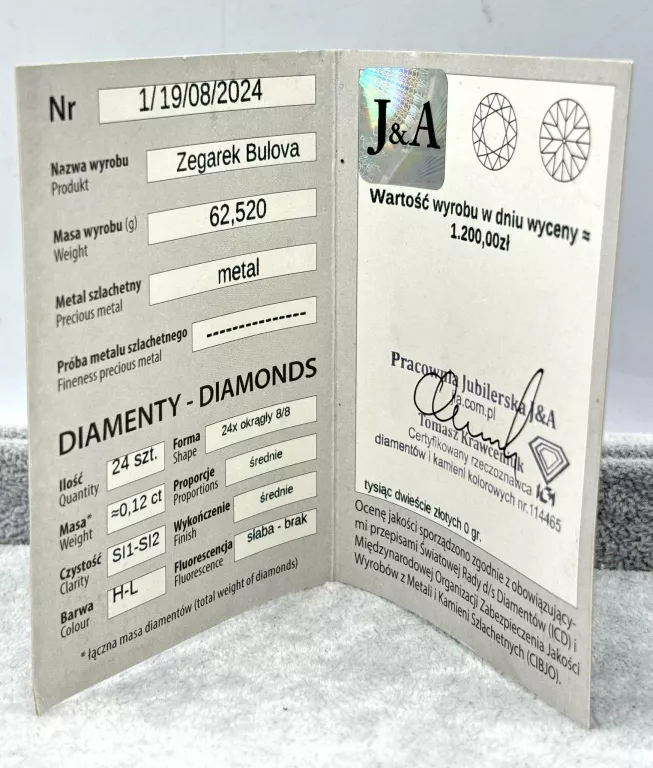 Nr 1/19/08/2024
Nazwa wyrobu Zegarek Bulova
Produkt
Masa wyrobu (g) 62,520
Weight
Metal szlachetny metal
Precious metal
Próba metalu szlachetnego ---------------
Fineness precious metal
DIAMENTY - DIAMONDS
Ilość 24 szt.
Quantity
Masa* ≈0,12 ct
Weight
Czystość SI1-SI2
Clarity
Barwa H-L
Colour
Forma 24x okrągły 8/8
Shape
Proporcje średnie
Proportions
Wykończenie średnie
Finish
Fluorescencja słaba - brak
Fluorescence
* łączna masa diamentów (total weight of diamonds)
J&A
Wartość wyrobu w dniu wyceny =
1.200,00zł
Pracownia Jubilerska J&A
ja.com.pl
Tomasz Krawczyk
Certyfikowany rzeczoznawca
diamentów i kamieni kolorowych nr.114465
tysiąc dwieście złotych 0 gr.
Ocenę jakości sporządzono zgodnie z obowiązujący-
mi przepisami Światowej Rady d/s Diamentów (ICD) i
Międzynarodowej Organizacji Zabezpieczenia Jakości
Wyrobów z Metali i Kamieni Szlachetnych (CIBJO).